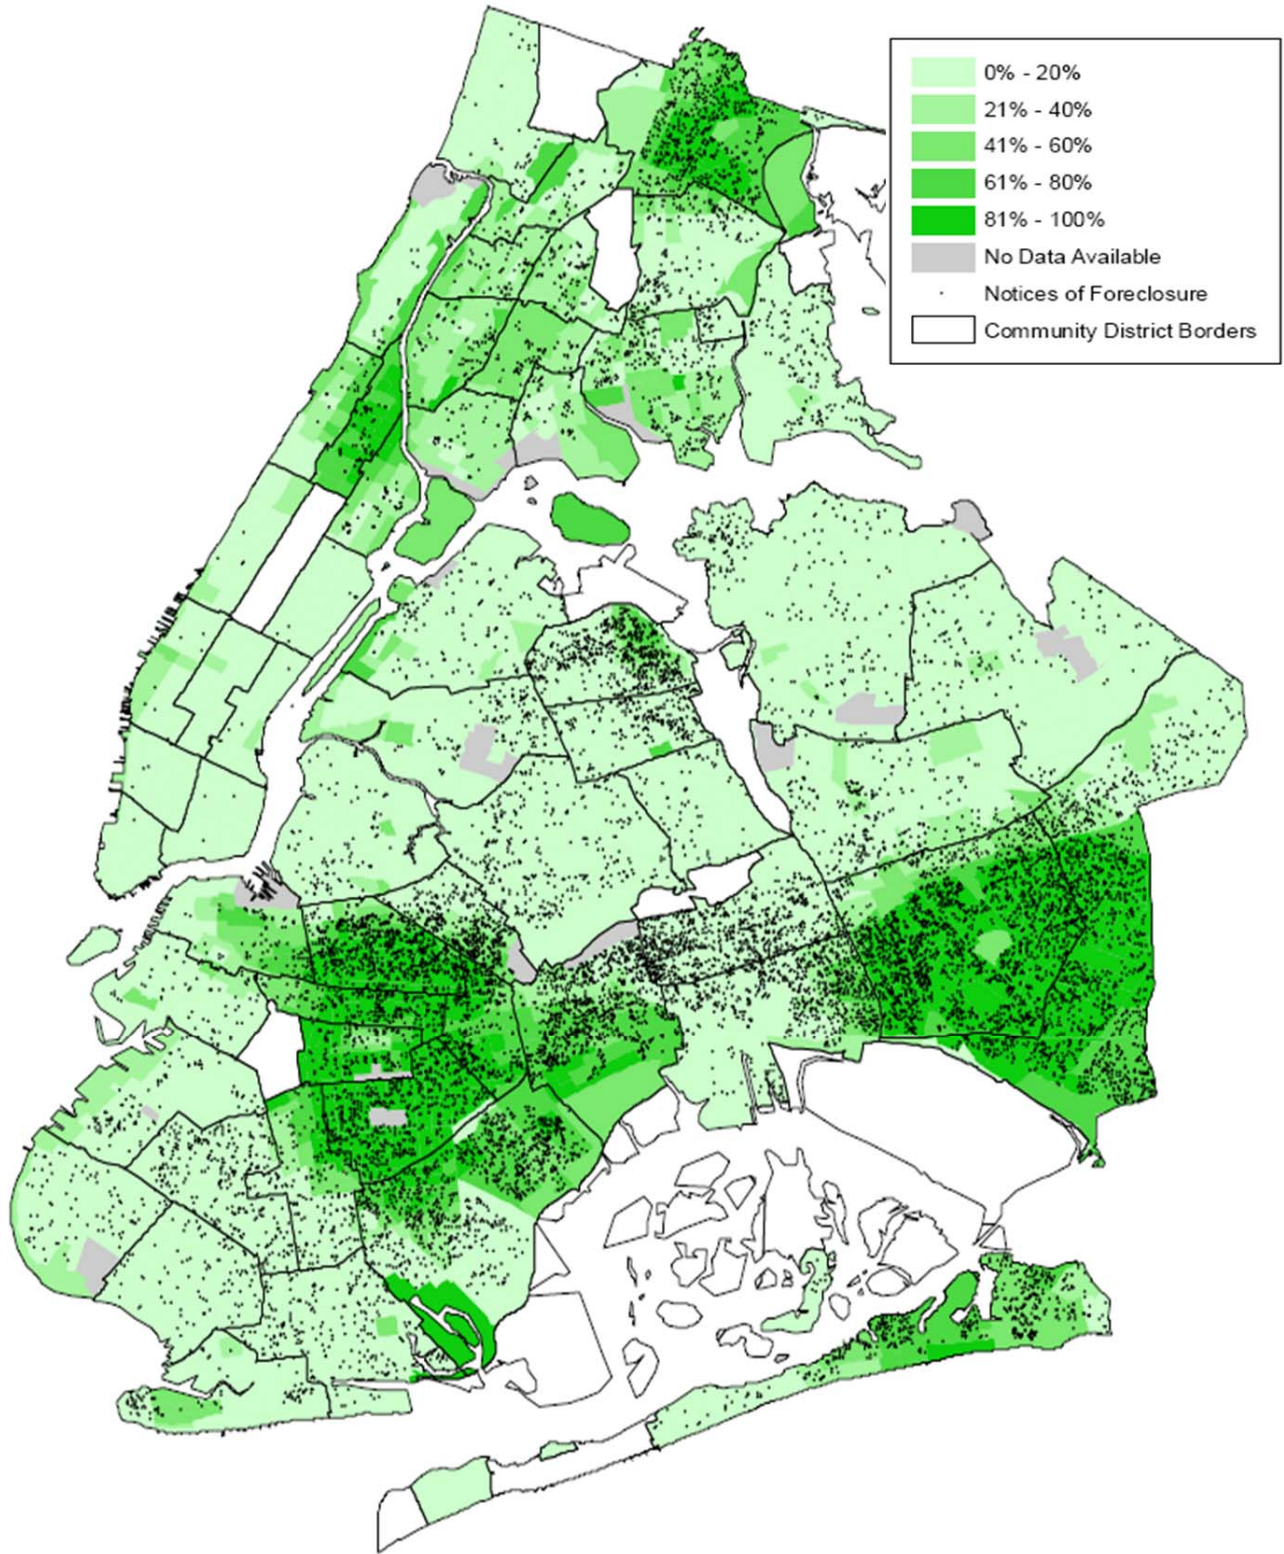 0% - 20%
21% - 40%
41% - 60%
61% - 80%
81% - 100%
No Data Available
Notices of Foreclosure
Community District Borders